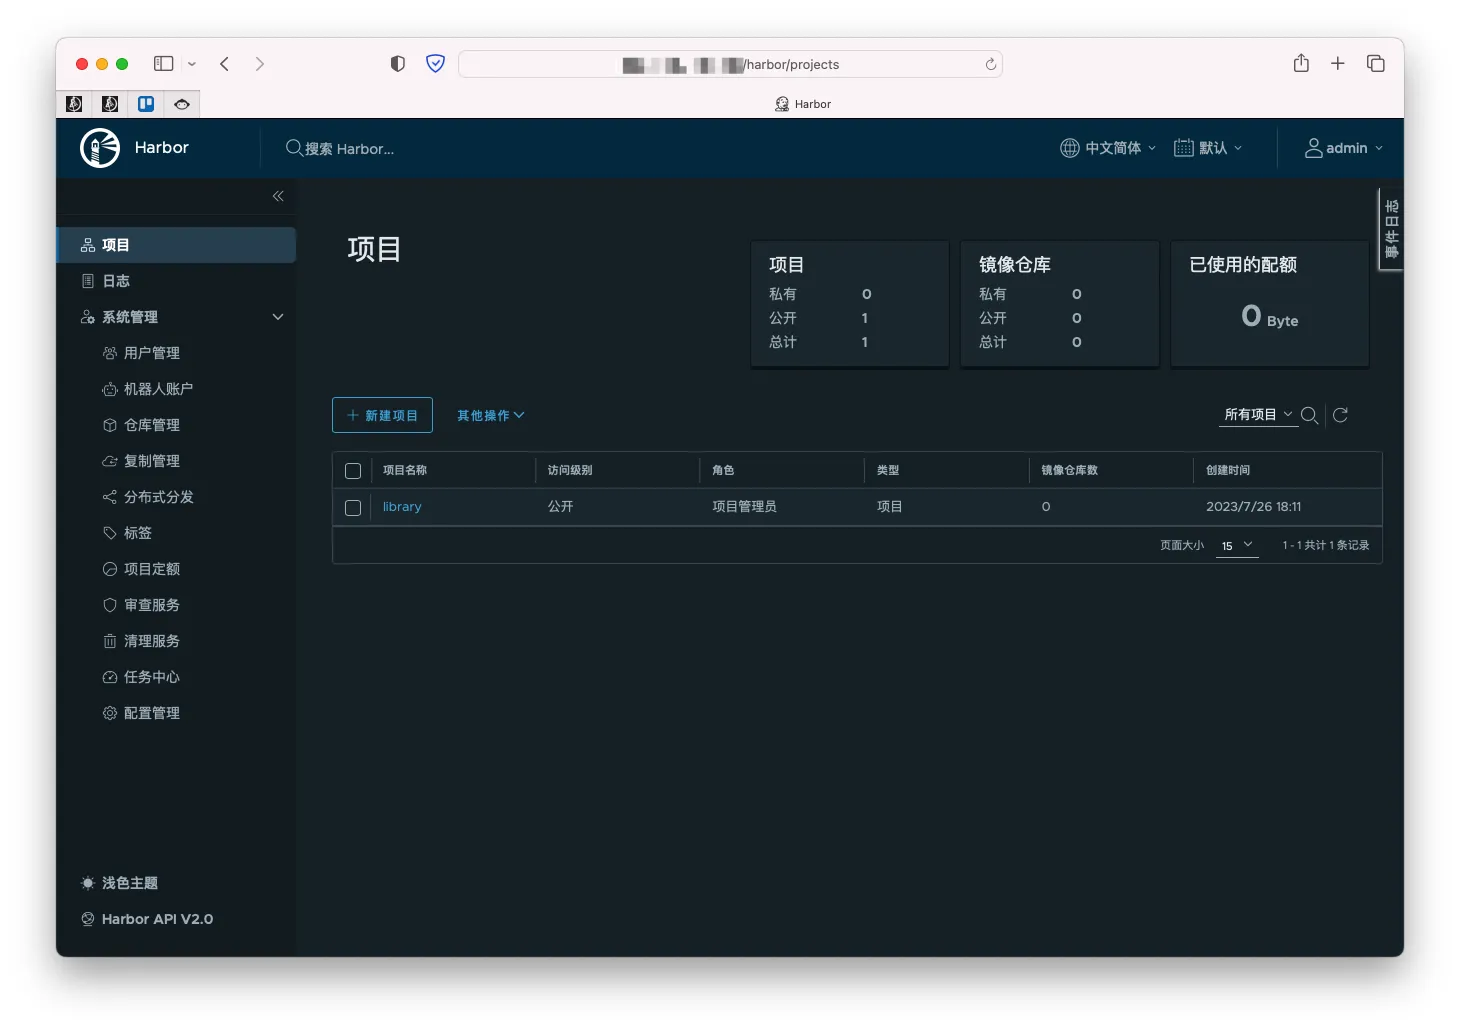 /harbor/projects
Harbor
Harbor
搜索 Harbor...
中文简体
默认
admin
事件日志
项目
日志
系统管理
用户管理
机器人账户
仓库管理
复制管理
分布式分发
标签
项目定额
审查服务
清理服务
任务中心
配置管理
浅色主题
Harbor API V2.0
项目
项目
私有 0
公开 1
总计 1
镜像仓库
私有 0
公开 0
总计 0
已使用的配额
0 Byte
新建项目
其他操作
所有项目
项目名称 访问级别 角色 类型 镜像仓库数 创建时间
library 公开 项目管理员 项目 0 2023/7/26 18:11
页面大小 15 1 - 1 共计 1 条记录